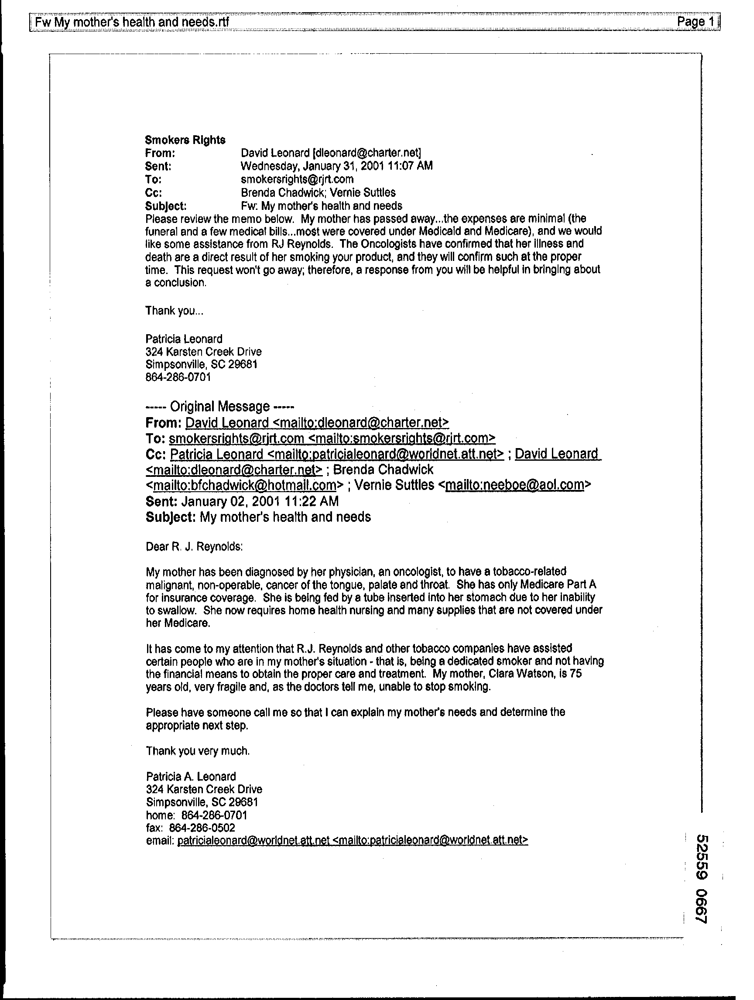 Fw My mother's health and needs.rtf
Page 1
Smokers Rights
From: David Leonard [dleonard@charter.net]
Sent: Wednesday, January 31, 2001 11:07 AM
To: smokersrights@rjrt.com
Cc: Brenda Chadwick; Vernie Suttles
Subject: Fw: My mother's health and needs
Please review the memo below. My mother has passed away...the expenses are minimal (the
funeral and a few medical bills...most were covered under Medicaid and Medicare), and we would
like some assistance from RJ Reynolds. The Oncologists have confirmed that her illness and
death are a direct result of her smoking your product, and they will confirm such at the proper
time. This request won't go away; therefore, a response from you will be helpful in bringing about
a conclusion.
Thank you...
Patricia Leonard
324 Karsten Creek Drive
Simpsonville, SC 29681
864-286-0701
----- Original Message -----
From: David Leonard <mailto:dleonard@charter.net>
To: smokersrights@rjrt.com <mailto:smokersrights@rjrt.com>
Cc: Patricia Leonard <mailto:patricialeonard@worldnet.att.net> ; David Leonard
<mailto:dleonard@charter.net> ; Brenda Chadwick
<mailto:bfchadwick@hotmail.com> ; Vernie Suttles <mailto:neeboe@aol.com>
Sent: January 02, 2001 11:22 AM
Subject: My mother's health and needs
Dear R. J. Reynolds:
My mother has been diagnosed by her physician, an oncologist, to have a tobacco-related
malignant, non-operable, cancer of the tongue, palate and throat. She has only Medicare Part A
for insurance coverage. She is being fed by a tube inserted into her stomach due to her inability
to swallow. She now requires home health nursing and many supplies that are not covered under
her Medicare.
It has come to my attention that R.J. Reynolds and other tobacco companies have assisted
certain people who are in my mother's situation - that is, being a dedicated smoker and not having
the financial means to obtain the proper care and treatment. My mother, Clara Watson, is 75
years old, very fragile and, as the doctors tell me, unable to stop smoking.
Please have someone call me so that I can explain my mother's needs and determine the
appropriate next step.
Thank you very much.
Patricia A. Leonard
324 Karsten Creek Drive
Simpsonville, SC 29681
home: 864-286-0701
fax: 864-286-0502
email: patricialeonard@worldnet.att.net <mailto:patricialeonard@worldnet.att.net>
52559 0667